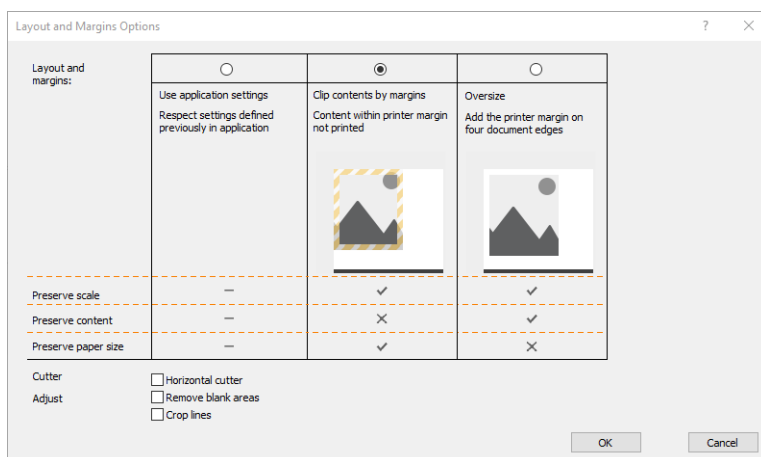 Layout and Margins Options
Layout and
margins:
Use application settings
Respect settings defined
previously in application
Clip contents by margins
Content within printer margin
not printed
Oversize
Add the printer margin on
four document edges
Preserve scale
Preserve content
Preserve paper size
Cutter
Horizontal cutter
Adjust
Remove blank areas
Crop lines
OK
Cancel